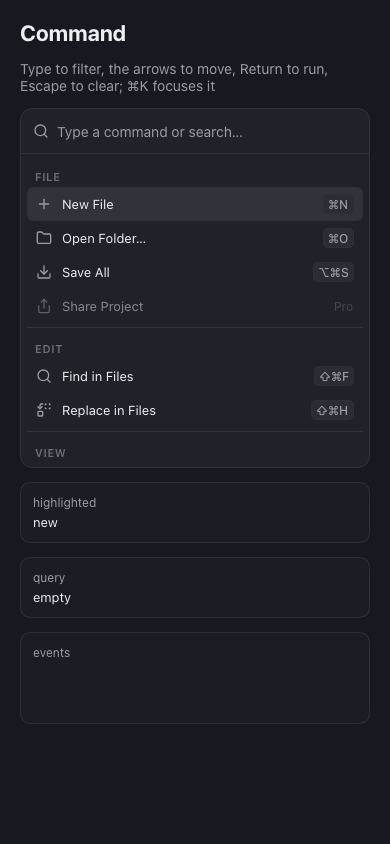 Command
Type to filter, the arrows to move, Return to run,
Escape to clear; ⌘K focuses it
Type a command or search...
FILE
New File ⌘N
Open Folder... ⌘O
Save All ⌥⌘S
Share Project Pro
EDIT
Find in Files ⇧⌘F
Replace in Files ⇧⌘H
VIEW
highlighted
new
query
empty
events